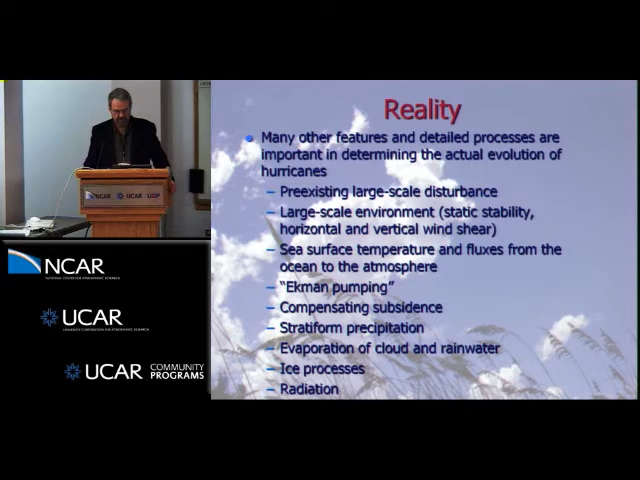 Reality
Many other features and detailed processes are
important in determining the actual evolution of
hurricanes
– Preexisting large-scale disturbance
– Large-scale environment (static stability,
horizontal and vertical wind shear)
– Sea surface temperature and fluxes from the
ocean to the atmosphere
– “Ekman pumping”
– Compensating subsidence
– Stratiform precipitation
– Evaporation of cloud and rainwater
– Ice processes
– Radiation
NCAR UCAR UOP
NCAR
NATIONAL CENTER FOR ATMOSPHERIC RESEARCH
UCAR
UNIVERSITY CORPORATION FOR ATMOSPHERIC RESEARCH
UCAR COMMUNITY
PROGRAMS